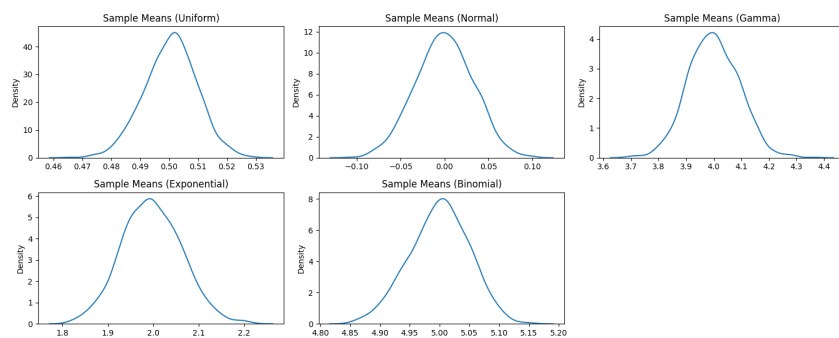 Sample Means (Uniform)
Density
40
30
20
10
0
0.46 0.47 0.48 0.49 0.50 0.51 0.52 0.53
Sample Means (Normal)
Density
12
10
8
6
4
2
0
−0.10 −0.05 0.00 0.05 0.10
Sample Means (Gamma)
Density
4
3
2
1
0
3.6 3.7 3.8 3.9 4.0 4.1 4.2 4.3 4.4
Sample Means (Exponential)
Density
6
5
4
3
2
1
0
1.8 1.9 2.0 2.1 2.2
Sample Means (Binomial)
Density
8
6
4
2
0
4.80 4.85 4.90 4.95 5.00 5.05 5.10 5.15 5.20